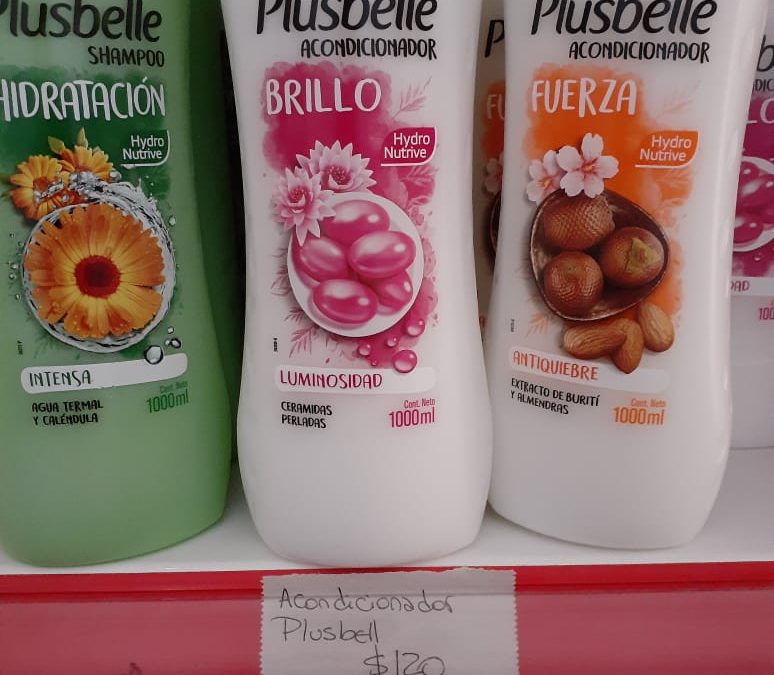 Plusbelle
SHAMPOO
HIDRATACIÓN
Hydro
Nutrive
INTENSA
AGUA TERMAL
Y CALÉNDULA
Cont. Neto
1000ml
Plusbelle
ACONDICIONADOR
BRILLO
Hydro
Nutrive
LUMINOSIDAD
CERAMIDAS
PERLADAS
Cont. Neto
1000ml
Plusbelle
ACONDICIONADOR
FUERZA
Hydro
Nutrive
ANTIQUIEBRE
EXTRACTO DE BURITÍ
Y ALMENDRAS
Cont. Neto
1000ml
Acondicionador
Plusbell
$120